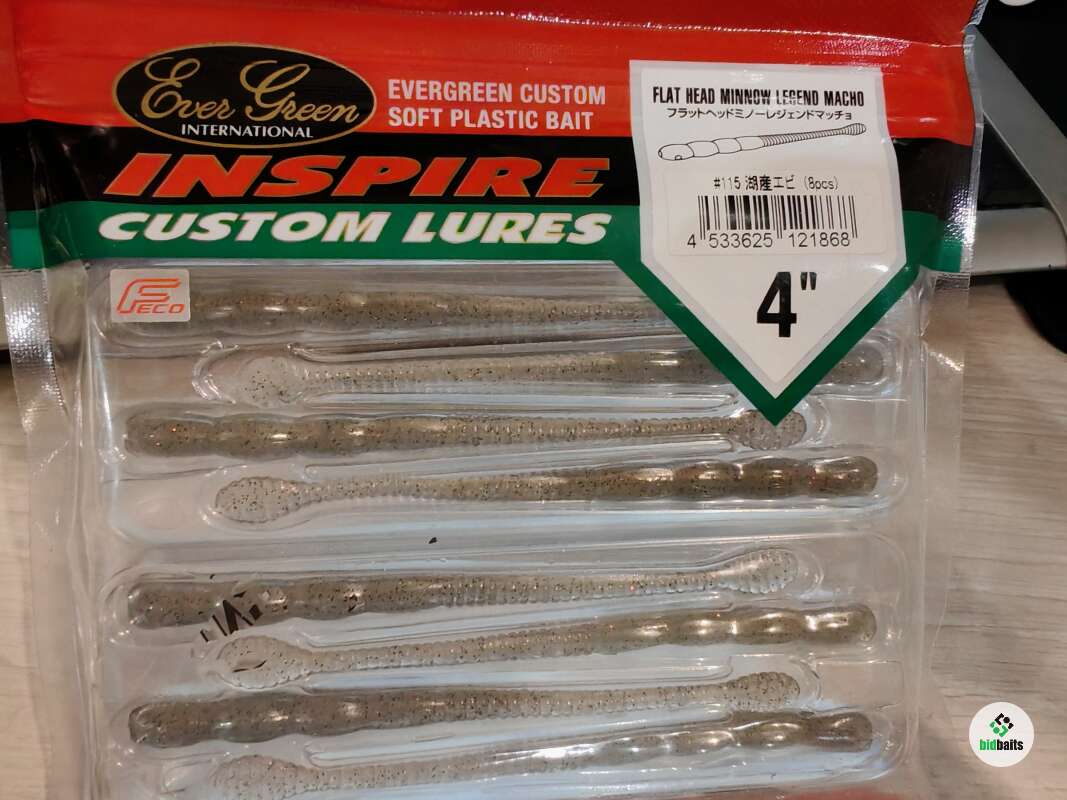 Ever Green
INTERNATIONAL
EVERGREEN CUSTOM
SOFT PLASTIC BAIT
INSPIRE
CUSTOM LURES
FLAT HEAD MINNOW LEGEND MACHO
フラットヘッドミノーレジェンドマッチョ
#115 湖産エビ (8pcs)
4 533625 121868
4"
FECO
bidbaits